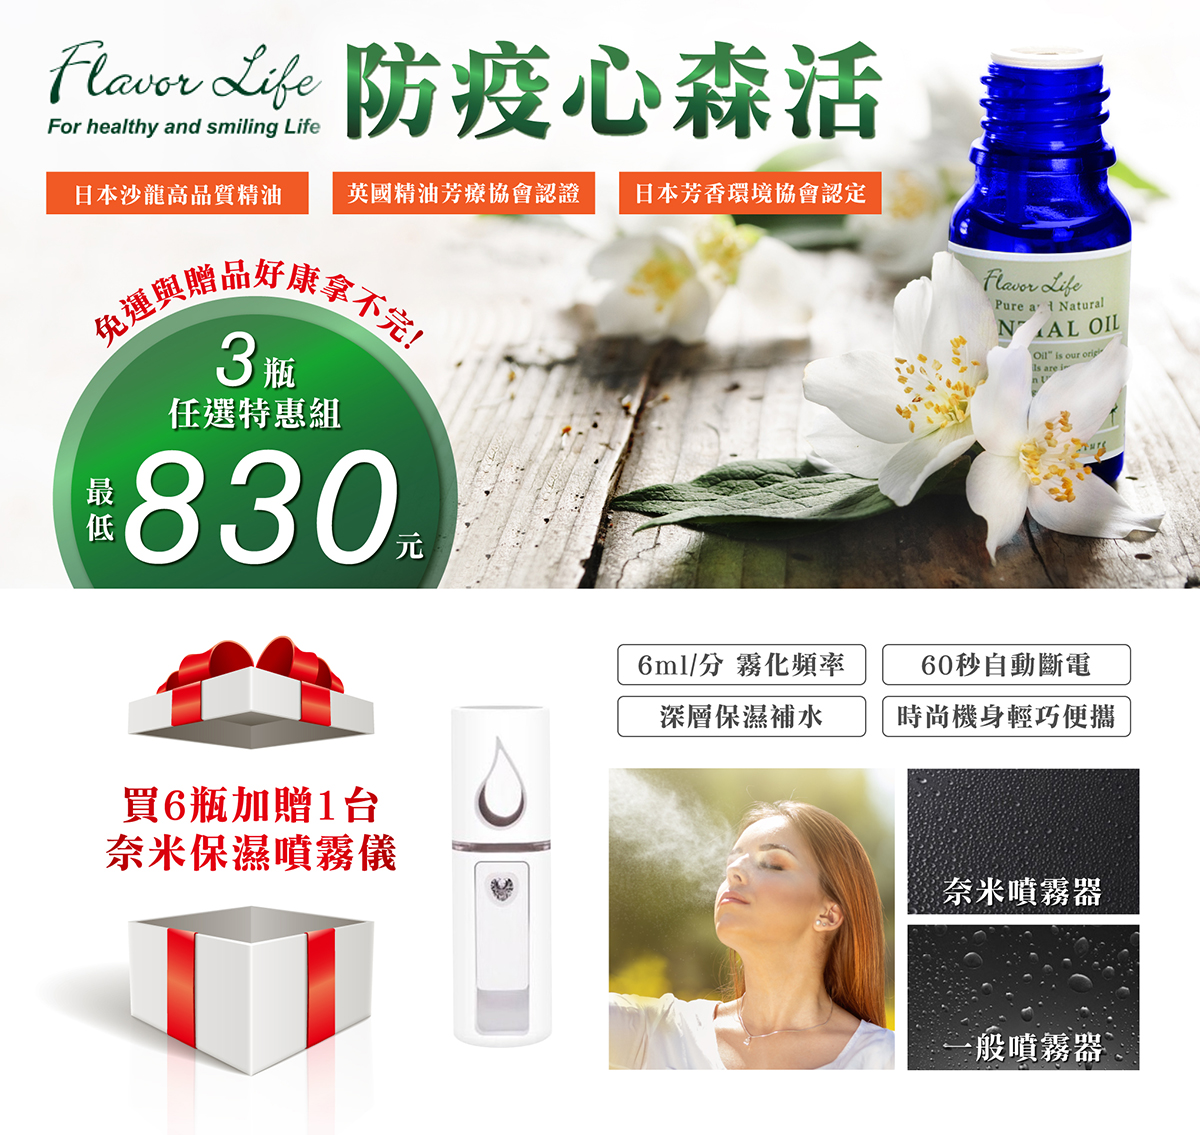 Flavor Life
For healthy and smiling Life
防疫心森活
日本沙龍高品質精油
英國精油芳療協會認證
日本芳香環境協會認定
免運與贈品好康拿不完!
3瓶
任選特惠組
最低830元
Flavor Life
Pure and Natural
OIL
Oil" is our
買6瓶加贈1台
奈米保濕噴霧儀
6ml/分 霧化頻率
60秒自動斷電
深層保濕補水
時尚機身輕巧便攜
奈米噴霧器
一般噴霧器